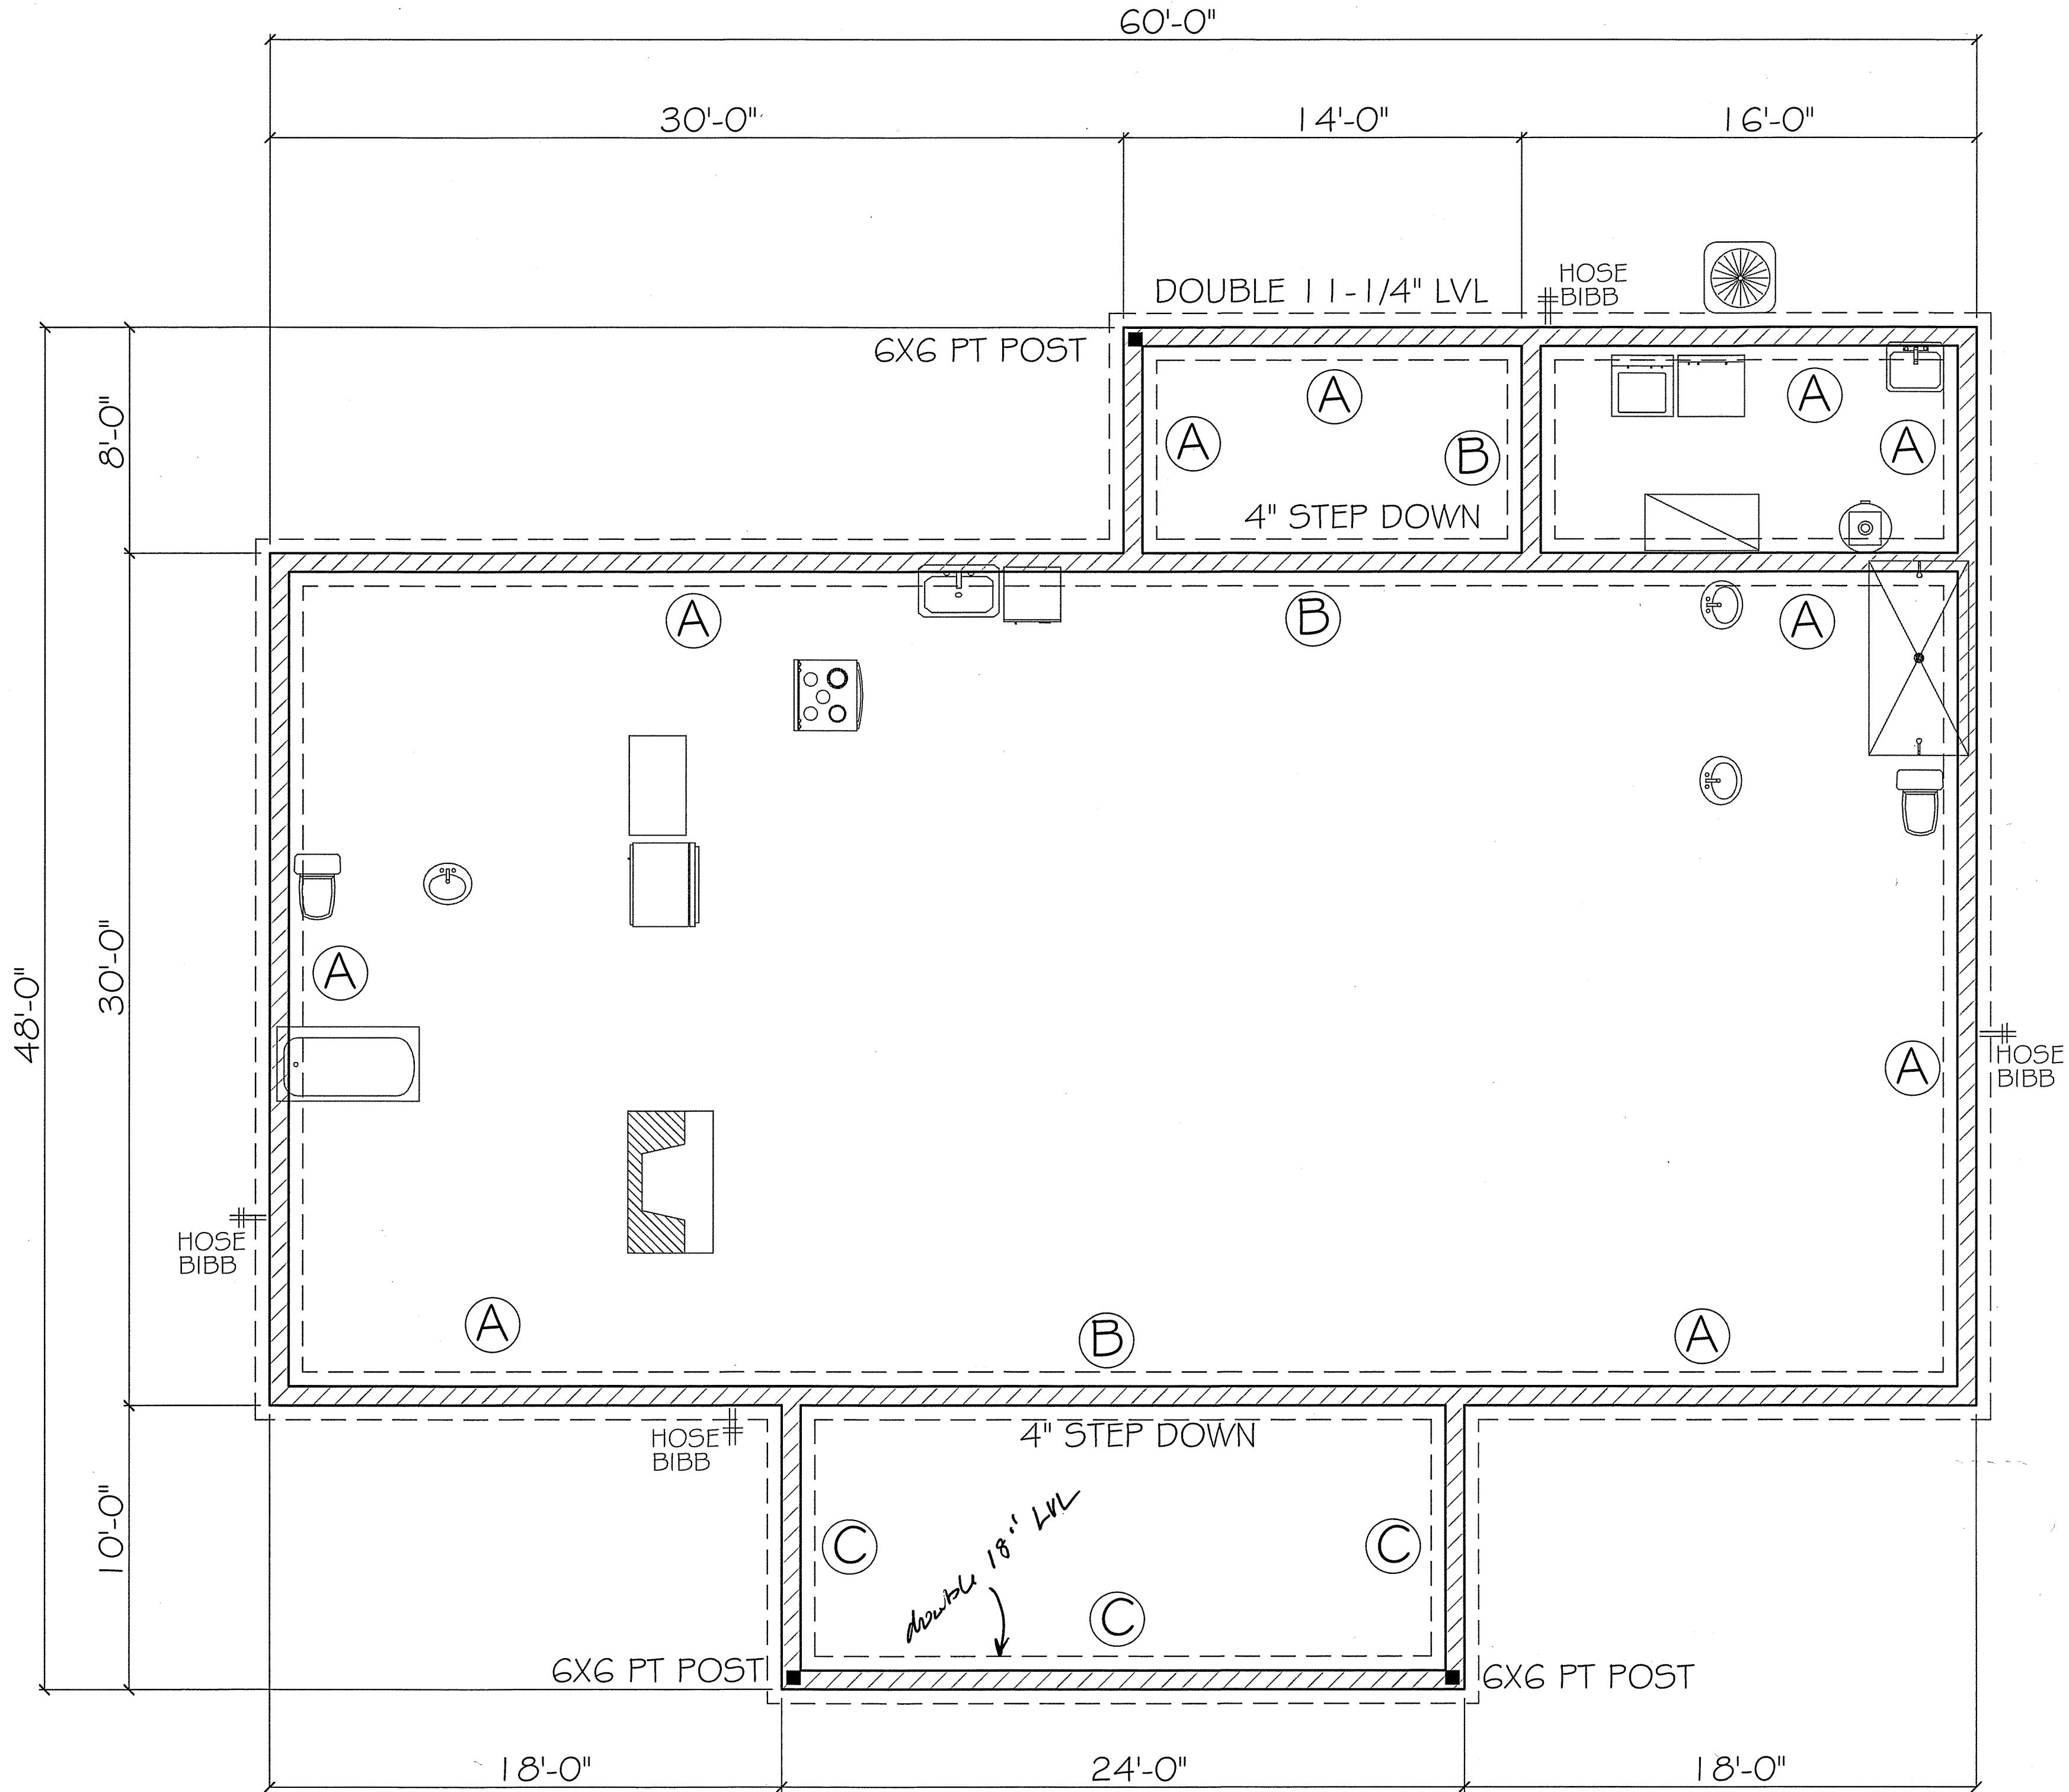 60'-0"
30'-0"
14'-0"
16'-0"
DOUBLE 11-1/4" LVL
HOSE
BIBB
6X6 PT POST
8'-0"
A
A
A
A
B
4" STEP DOWN
A
B
A
30'-0"
48'-0"
A
A
HOSE
BIBB
HOSE
BIBB
A
B
A
4" STEP DOWN
HOSE
BIBB
10'-0"
double 18" LVL
C
C
C
6X6 PT POST
6X6 PT POST
18'-0"
24'-0"
18'-0"